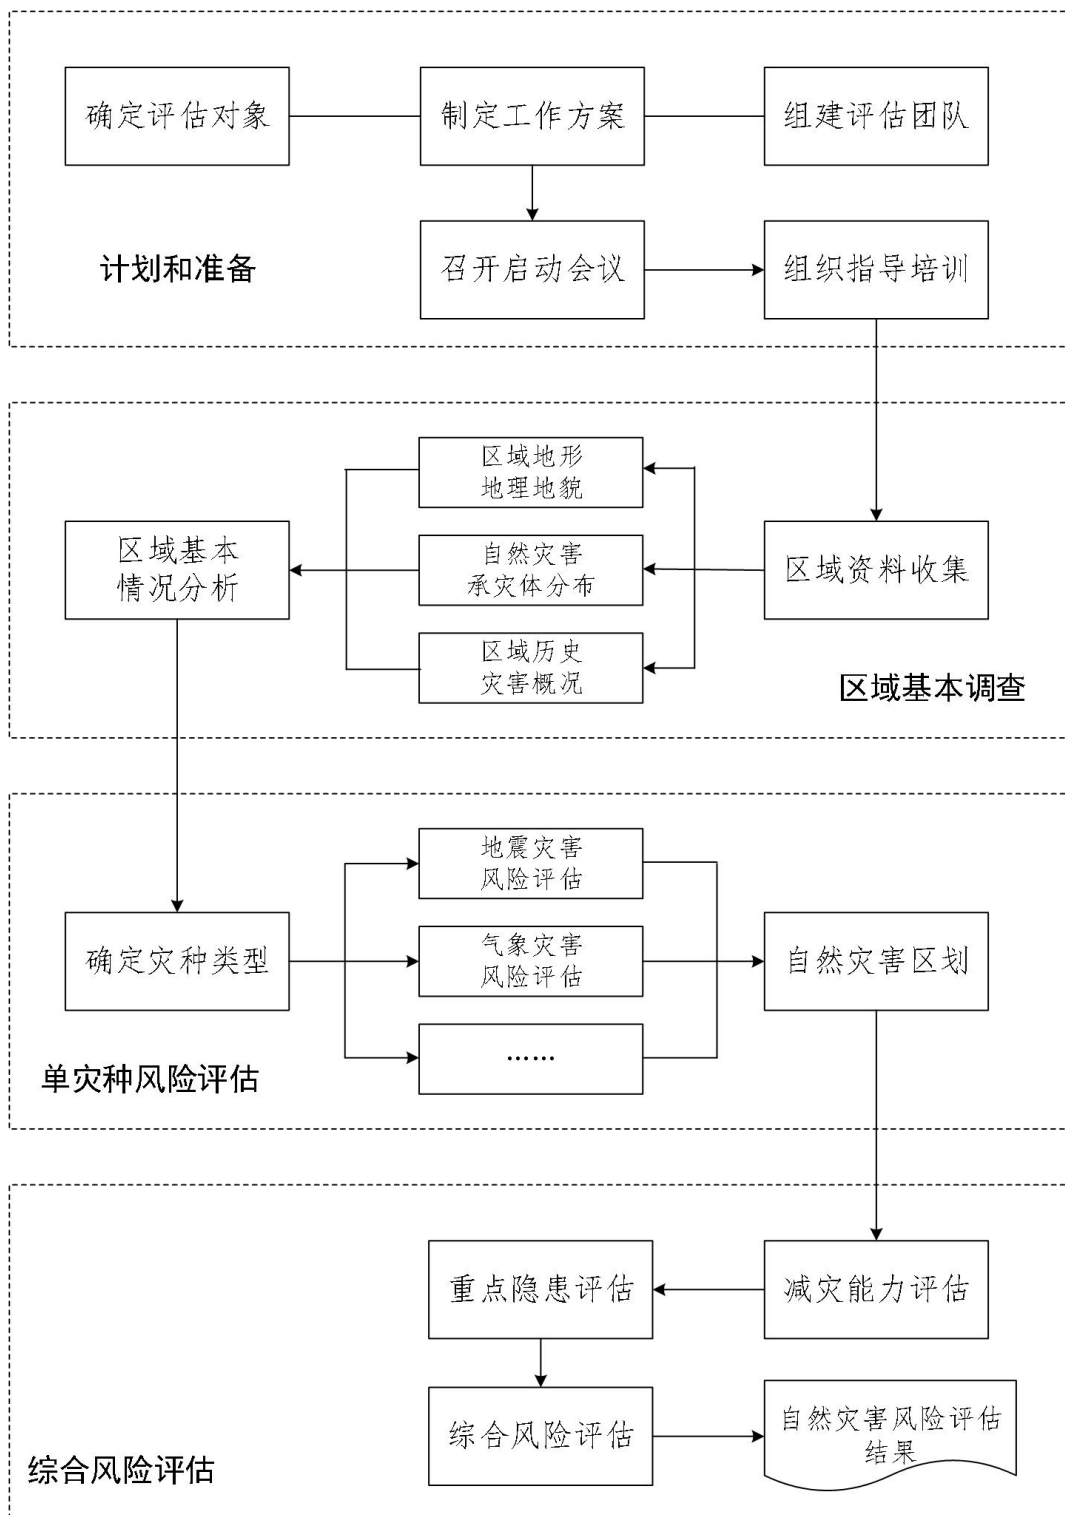 确定评估对象
制定工作方案
组建评估团队
召开启动会议
组织指导培训
计划和准备
区域地形
地理地貌
区域基本
情况分析
自然灾害
承灾体分布
区域资料收集
区域历史
灾害概况
区域基本调查
地震灾害
风险评估
确定灾种类型
气象灾害
风险评估
自然灾害区划
……
单灾种风险评估
重点隐患评估
减灾能力评估
综合风险评估
自然灾害风险评估
结果
综合风险评估